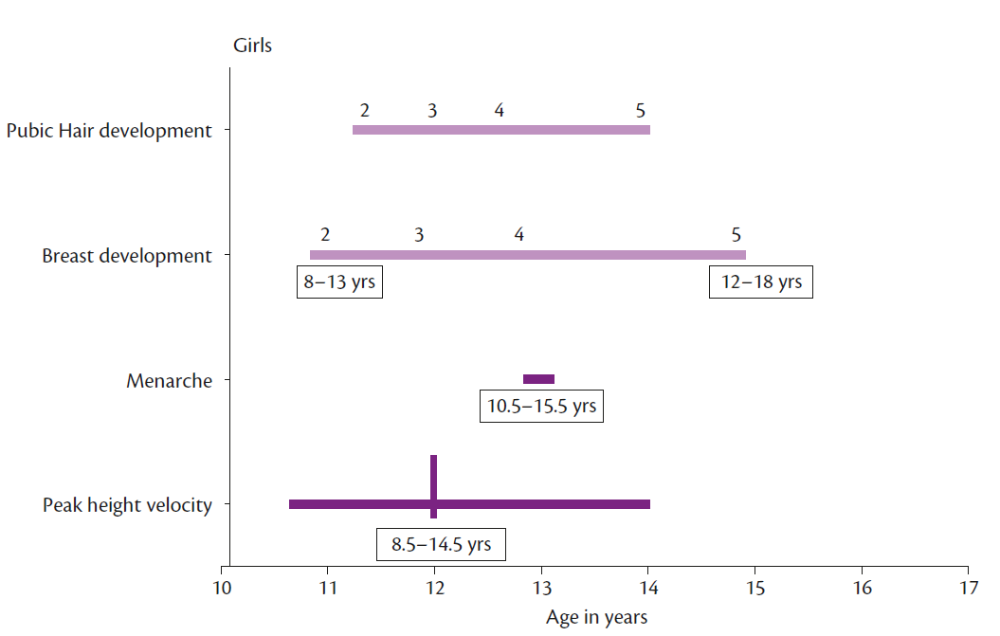 Girls
Pubic Hair development
2 3 4 5
Breast development
2 3 4 5
8–13 yrs
12–18 yrs
Menarche
10.5–15.5 yrs
Peak height velocity
8.5–14.5 yrs
10 11 12 13 14 15 16 17
Age in years